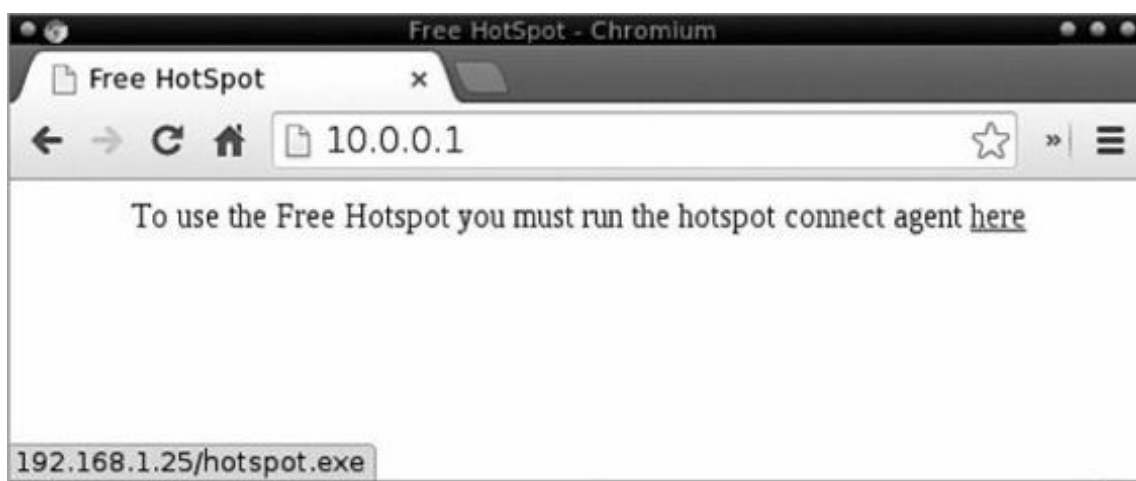 Free HotSpot - Chromium
Free HotSpot
10.0.0.1
To use the Free Hotspot you must run the hotspot connect agent here
192.168.1.25/hotspot.exe